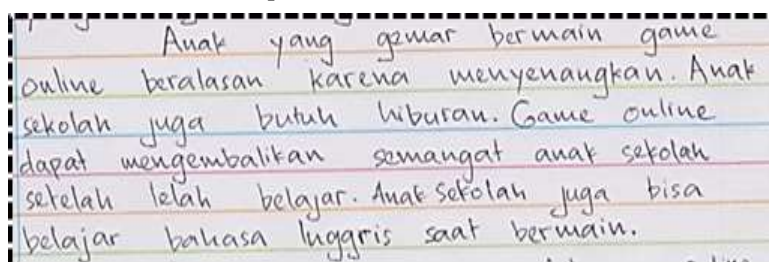 Anak yang gemar bermain game
online beralasan karena menyenangkan. Anak
sekolah juga butuh hiburan. Game online
dapat mengembalikan semangat anak sekolah
setelah lelah belajar. Anak sekolah juga bisa
belajar bahasa Inggris saat bermain.